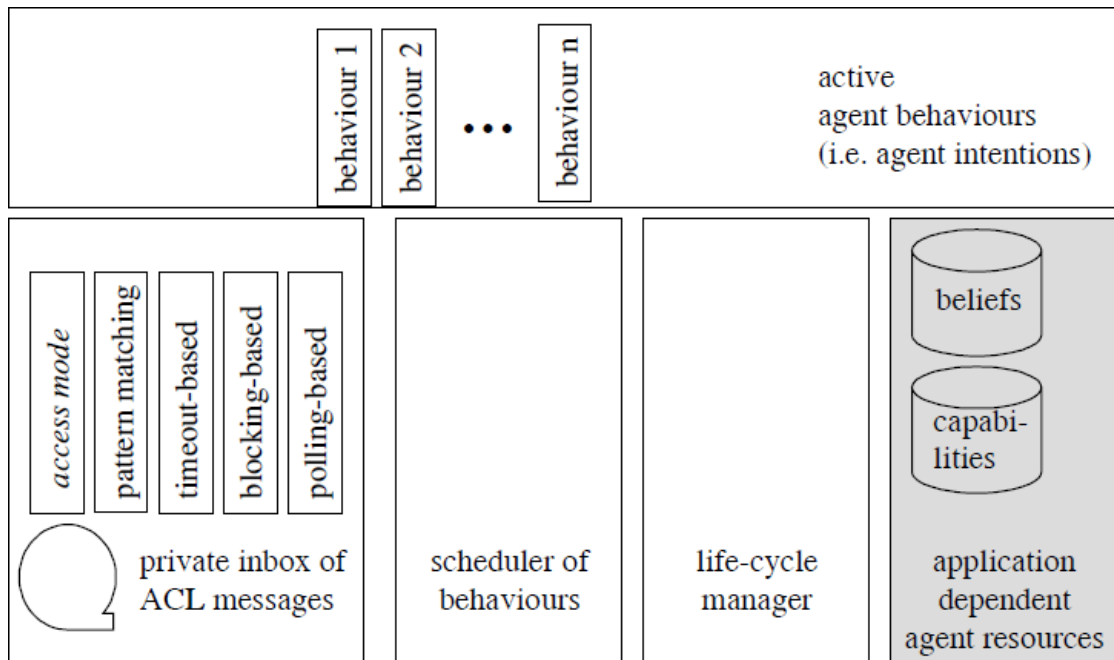 behaviour 1
behaviour 2
•••
behaviour n
active
agent behaviours
(i.e. agent intentions)
access mode
pattern matching
timeout-based
blocking-based
polling-based
private inbox of
ACL messages
scheduler of
behaviours
life-cycle
manager
beliefs
capabi-
lities
application
dependent
agent resources